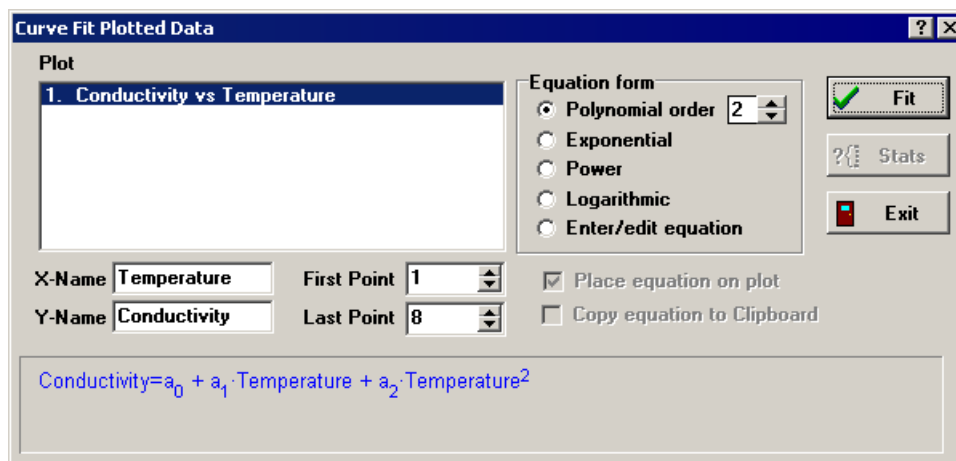 Curve Fit Plotted Data
Plot
1. Conductivity vs Temperature
Equation form
Polynomial order 2
Exponential
Power
Logarithmic
Enter/edit equation
Fit
?{ Stats
Exit
X-Name Temperature First Point 1
Y-Name Conductivity Last Point 8
Place equation on plot
Copy equation to Clipboard
Conductivity=a₀ + a₁·Temperature + a₂·Temperature²